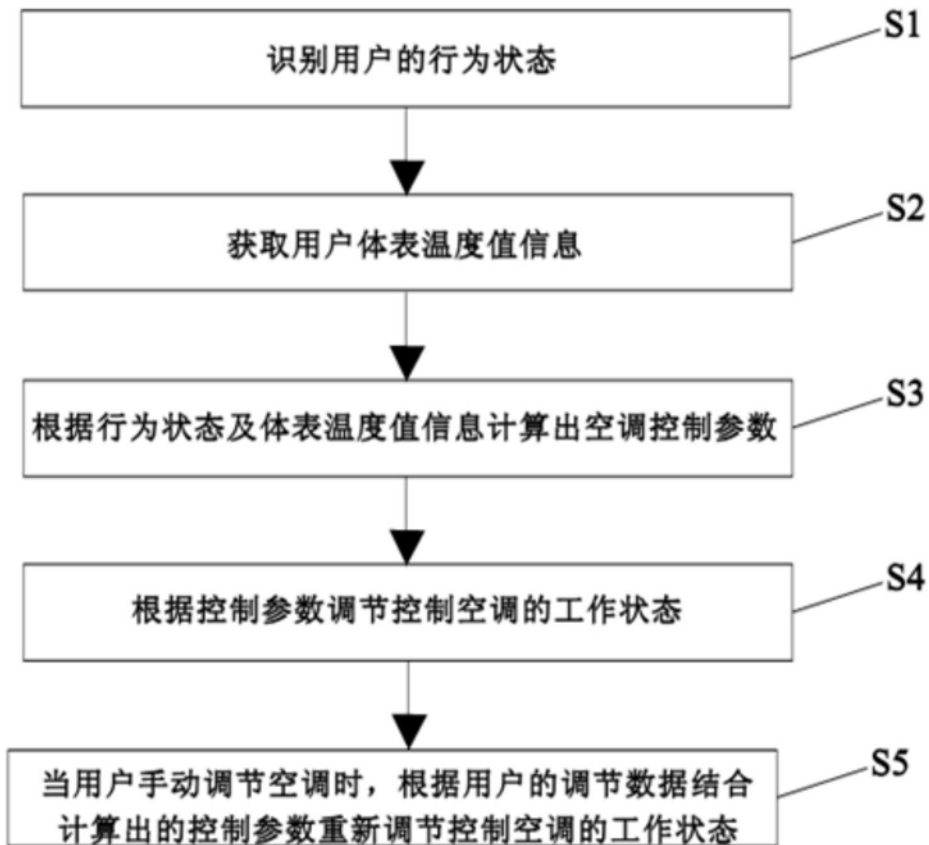 识别用户的行为状态
S1
获取用户体表温度值信息
S2
根据行为状态及体表温度值信息计算出空调控制参数
S3
根据控制参数调节控制空调的工作状态
S4
当用户手动调节空调时，根据用户的调节数据结合
计算出的控制参数重新调节控制空调的工作状态
S5